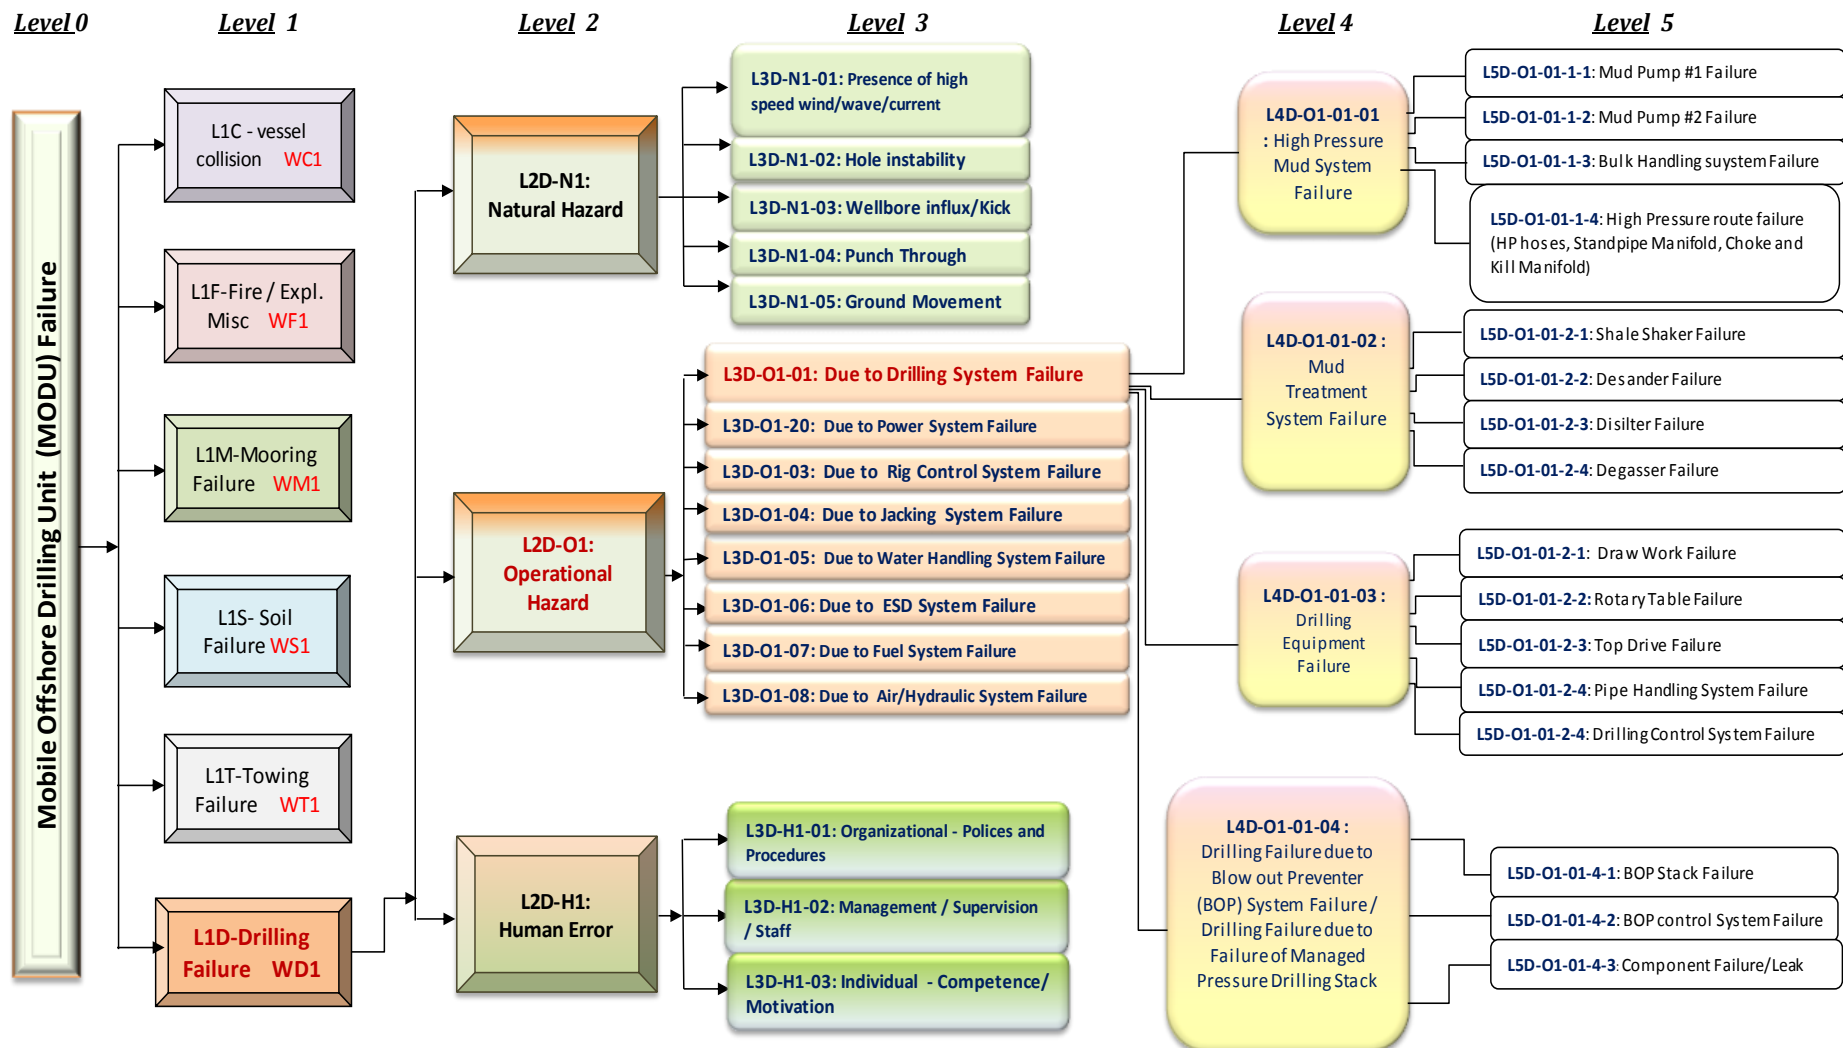 Level 0
Level 1
Level 2
Level 3
Level 4
Level 5
Mobile Offshore Drilling Unit (MODU) Failure
L1C - vessel
collision WC1
L1F-Fire / Expl.
Misc WF1
L1M-Mooring
Failure WM1
L1S- Soil
Failure WS1
L1T-Towing
Failure WT1
L1D-Drilling
Failure WD1
L2D-N1:
Natural Hazard
L2D-O1:
Operational
Hazard
L2D-H1:
Human Error
L3D-N1-01: Presence of high
speed wind/wave/current
L3D-N1-02: Hole instability
L3D-N1-03: Wellbore influx/Kick
L3D-N1-04: Punch Through
L3D-N1-05: Ground Movement
L3D-O1-01: Due to Drilling System Failure
L3D-O1-20: Due to Power System Failure
L3D-O1-03: Due to Rig Control System Failure
L3D-O1-04: Due to Jacking System Failure
L3D-O1-05: Due to Water Handling System Failure
L3D-O1-06: Due to ESD System Failure
L3D-O1-07: Due to Fuel System Failure
L3D-O1-08: Due to Air/Hydraulic System Failure
L3D-H1-01: Organizational - Polices and
Procedures
L3D-H1-02: Management / Supervision
/ Staff
L3D-H1-03: Individual - Competence/
Motivation
L4D-O1-01-01
: High Pressure
Mud System
Failure
L4D-O1-01-02 :
Mud
Treatment
System Failure
L4D-O1-01-03 :
Drilling
Equipment
Failure
L4D-O1-01-04 :
Drilling Failure due to
Blow out Preventer
(BOP) System Failure /
Drilling Failure due to
Failure of Managed
Pressure Drilling Stack
L5D-O1-01-1-1: Mud Pump #1 Failure
L5D-O1-01-1-2: Mud Pump #2 Failure
L5D-O1-01-1-3: Bulk Handling suystem Failure
L5D-O1-01-1-4: High Pressure route failure
(HP hoses, Standpipe Manifold, Choke and
Kill Manifold)
L5D-O1-01-2-1: Shale Shaker Failure
L5D-O1-01-2-2: Desander Failure
L5D-O1-01-2-3: Disilter Failure
L5D-O1-01-2-4: Degasser Failure
L5D-O1-01-2-1: Draw Work Failure
L5D-O1-01-2-2: Rotary Table Failure
L5D-O1-01-2-3: Top Drive Failure
L5D-O1-01-2-4: Pipe Handling System Failure
L5D-O1-01-2-4: Drilling Control System Failure
L5D-O1-01-4-1: BOP Stack Failure
L5D-O1-01-4-2: BOP control System Failure
L5D-O1-01-4-3: Component Failure/Leak